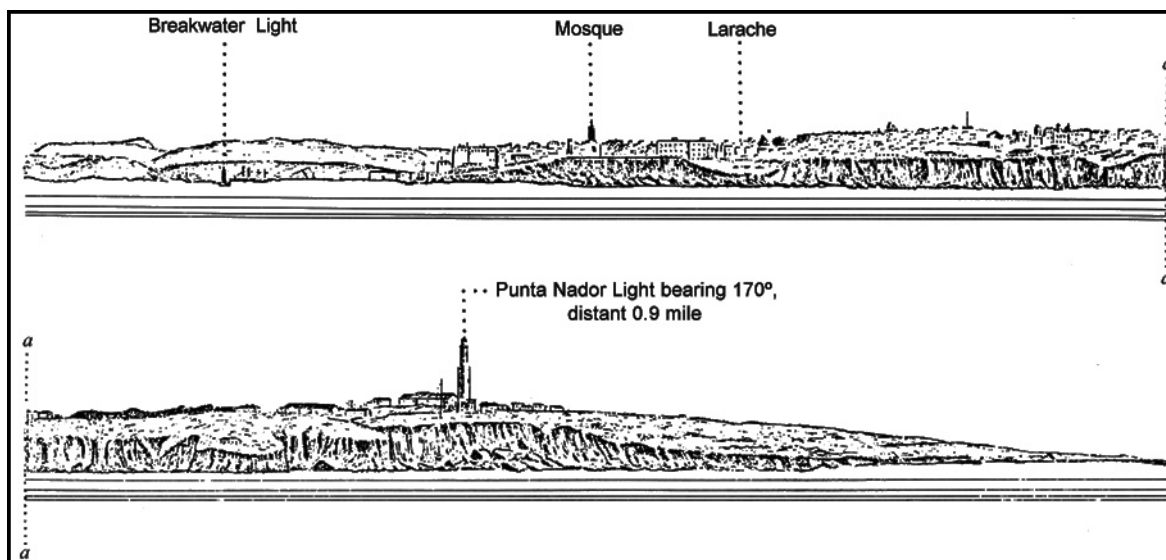 Breakwater Light
Mosque
Larache
a
a
Punta Nador Light bearing 170º,
distant 0.9 mile
a
a